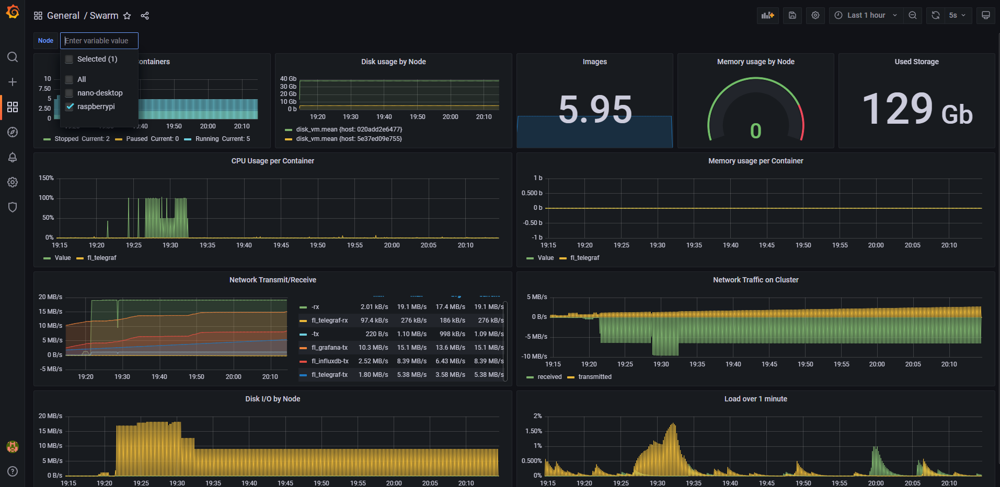 General / Swarm
Last 1 hour
5s
Node
Enter variable value
Selected (1)
All
nano-desktop
raspberrypi
ontainers
10
7.50
5
2.50
0
:40
19:50
20:00
20:10
Stopped Current: 2 Paused Current: 0 Running Current: 5
Disk usage by Node
40 Gb
30 Gb
20 Gb
10 Gb
0 b
19:20 19:30 19:40 19:50 20:00 20:10
disk_vm.mean {host: 020add2e6477}
disk_vm.mean {host: 5e37ed09e755}
Images
5.95
Memory usage by Node
0
Used Storage
129 Gb
CPU Usage per Container
150%
100%
50%
0%
19:15 19:20 19:25 19:30 19:35 19:40 19:45 19:50 19:55 20:00 20:05 20:10
Value fl_telegraf
Memory usage per Container
1 b
0.500 b
0 b
-0.50 b
-1 b
19:15 19:20 19:25 19:30 19:35 19:40 19:45 19:50 19:55 20:00 20:05 20:10
Value fl_telegraf
Network Transmit/Receive
20 MB/s
15 MB/s
10 MB/s
5 MB/s
0 B/s
-5 MB/s
19:20 19:30 19:40 19:50 20:00 20:10
-rx 2.01 kB/s 19.1 MB/s 17.4 MB/s 19.1 MB/s
fl_telegraf-rx 97.4 kB/s 276 kB/s 186 kB/s 276 kB/s
-tx 220 B/s 1.10 MB/s 998 kB/s 1.09 MB/s
fl_grafana-tx 10.3 MB/s 15.1 MB/s 13.6 MB/s 15.1 MB/s
fl_influxdb-tx 2.52 MB/s 8.39 MB/s 6.43 MB/s 8.39 MB/s
fl_telegraf-tx 1.80 MB/s 5.38 MB/s 3.58 MB/s 5.38 MB/s
Network Traffic on Cluster
5 MB/s
0 B/s
-5 MB/s
-10 MB/s
19:15 19:20 19:25 19:30 19:35 19:40 19:45 19:50 19:55 20:00 20:05 20:10
received transmitted
Disk I/O by Node
20 MB/s
15 MB/s
10 MB/s
5 MB/s
0 B/s
19:15 19:20 19:25 19:30 19:35 19:40 19:45 19:50 19:55 20:00 20:05 20:10
Load over 1 minute
2%
1.50%
1%
0.500%
0%
19:15 19:20 19:25 19:30 19:35 19:40 19:45 19:50 19:55 20:00 20:05 20:10